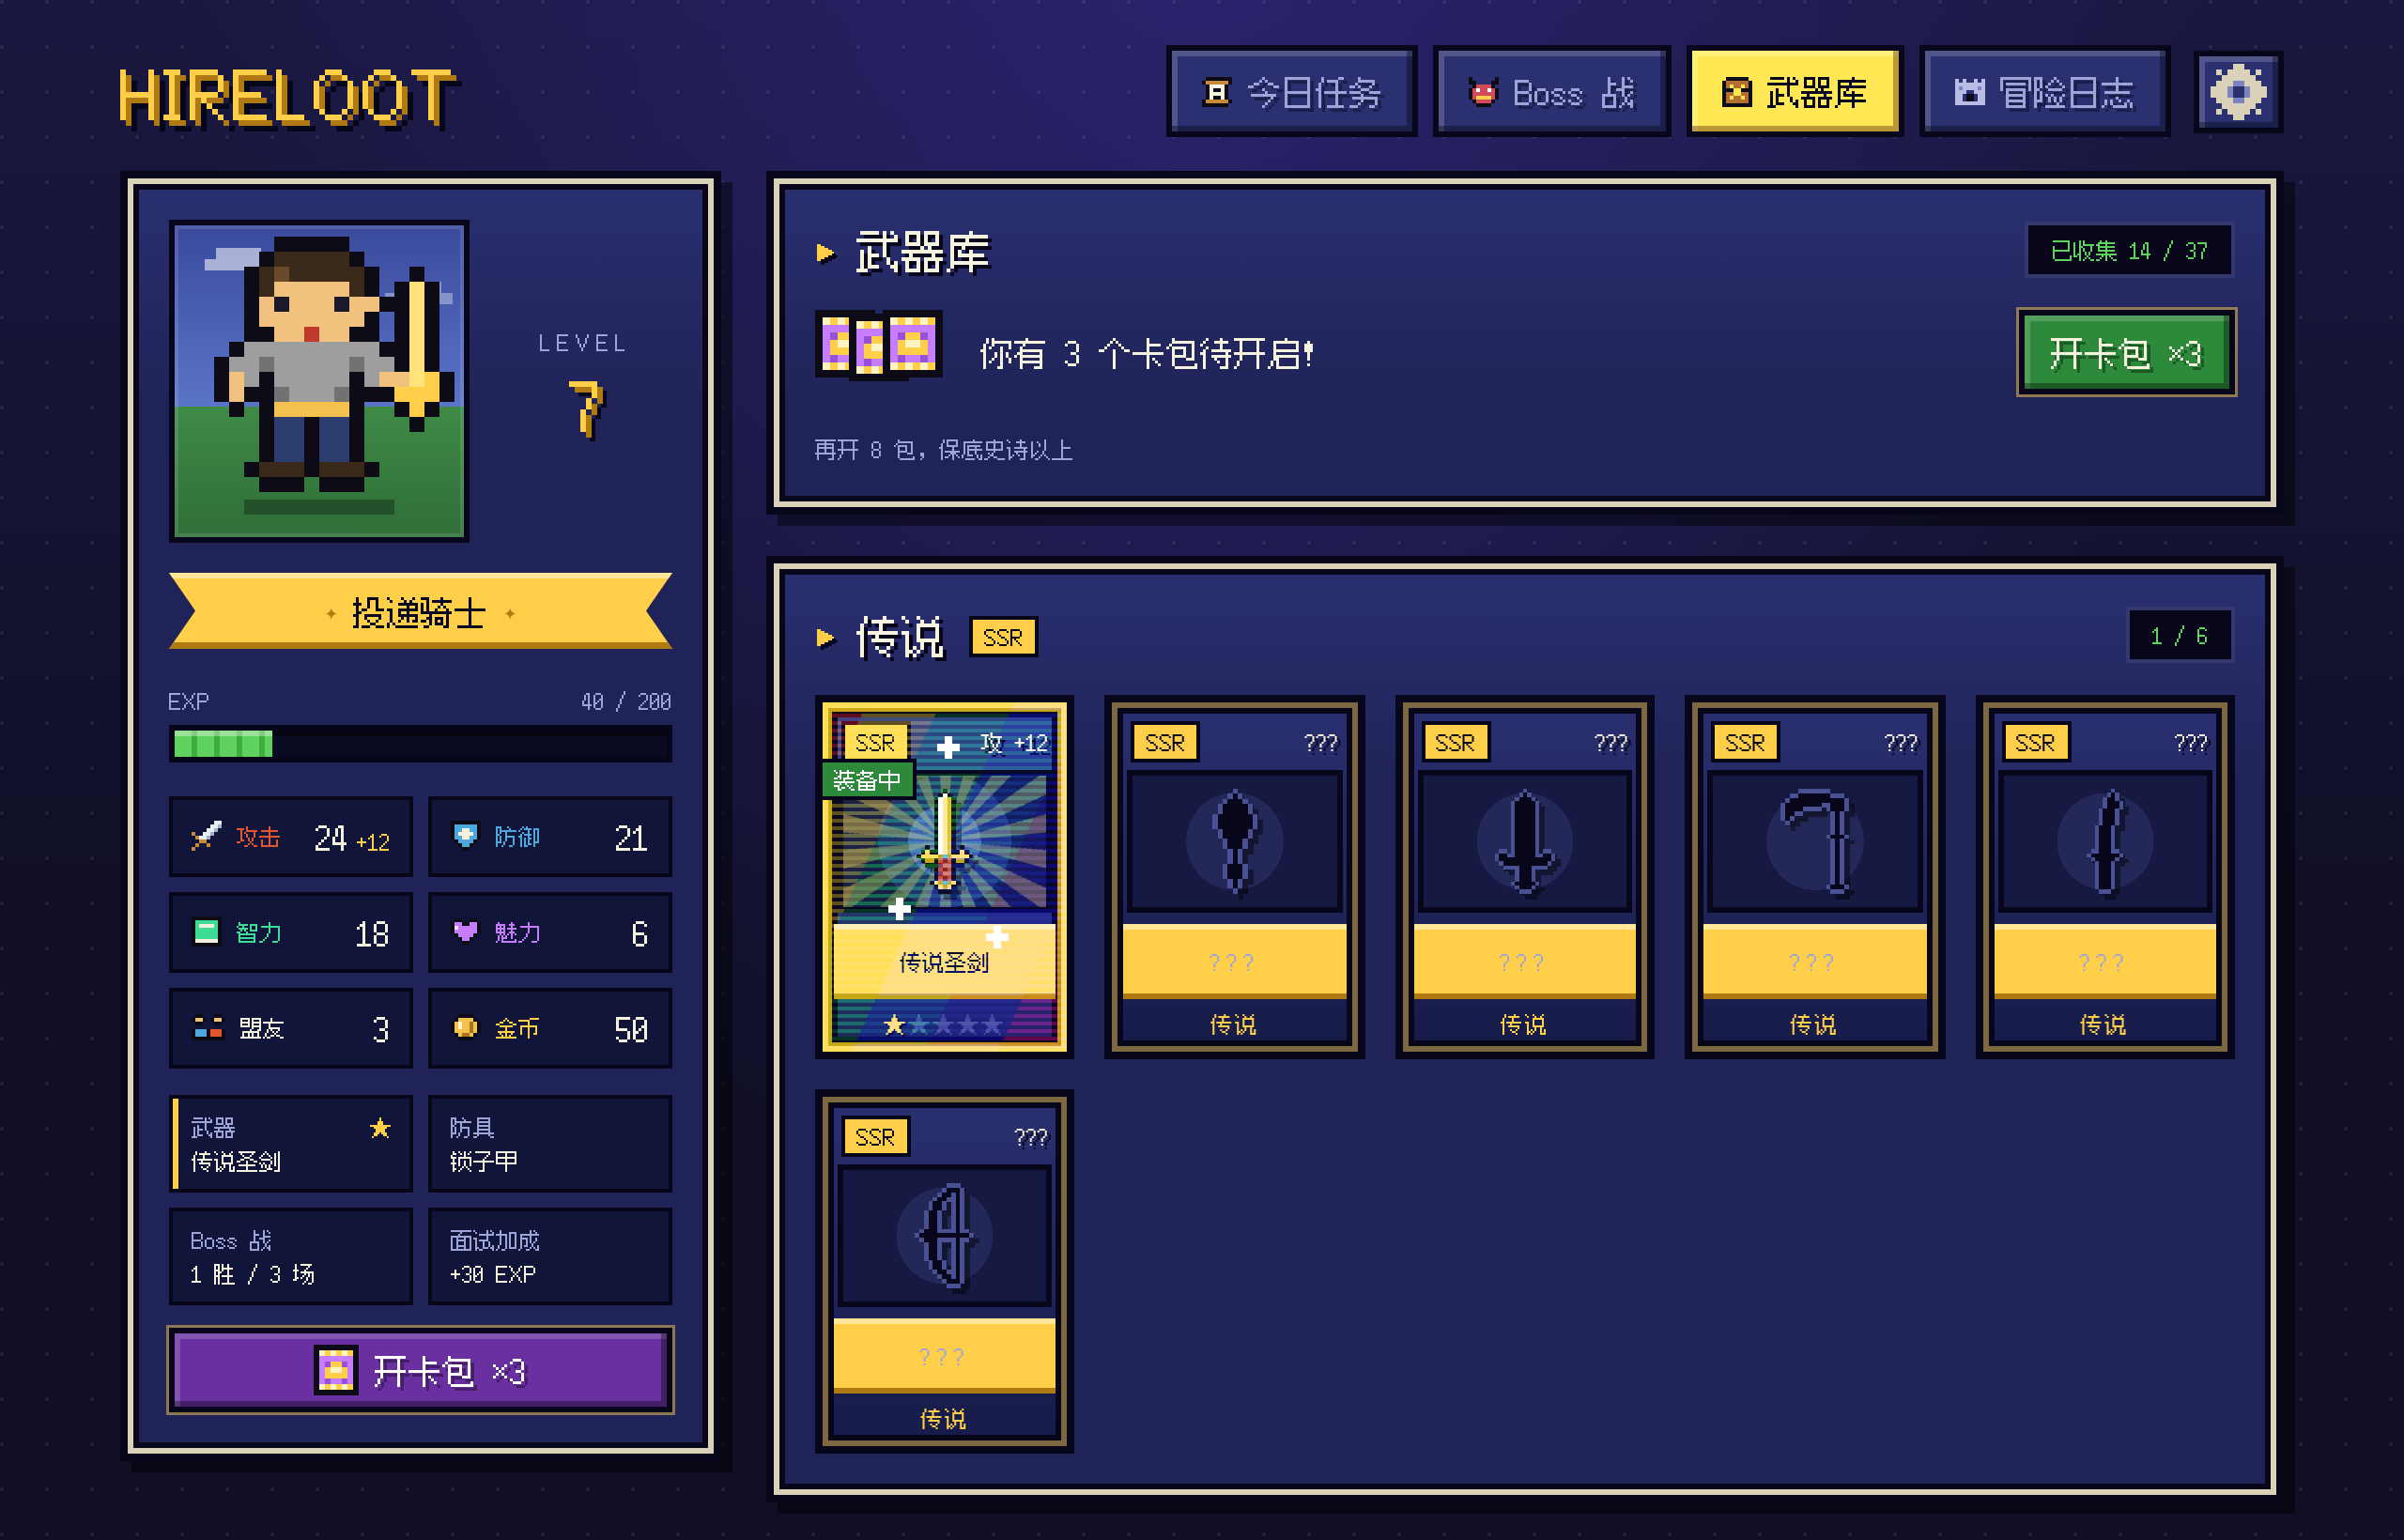 HIRELOOT
今日任务
Boss 战
武器库
冒险日志
LEVEL
7
投递骑士
EXP 40 / 200
攻击 24 +12
防御 21
智力 18
魅力 6
盟友 3
金币 50
武器
传说圣剑
防具
锁子甲
Boss 战
1 胜 / 3 场
面试加成
+30 EXP
开卡包 ×3
武器库
已收集 14 / 37
你有 3 个卡包待开启!
开卡包 ×3
再开 8 包，保底史诗以上
传说 SSR
1 / 6
SSR 攻 +12
装备中
传说圣剑
SSR ???
???
传说
SSR ???
???
传说
SSR ???
???
传说
SSR ???
???
传说
SSR ???
???
传说